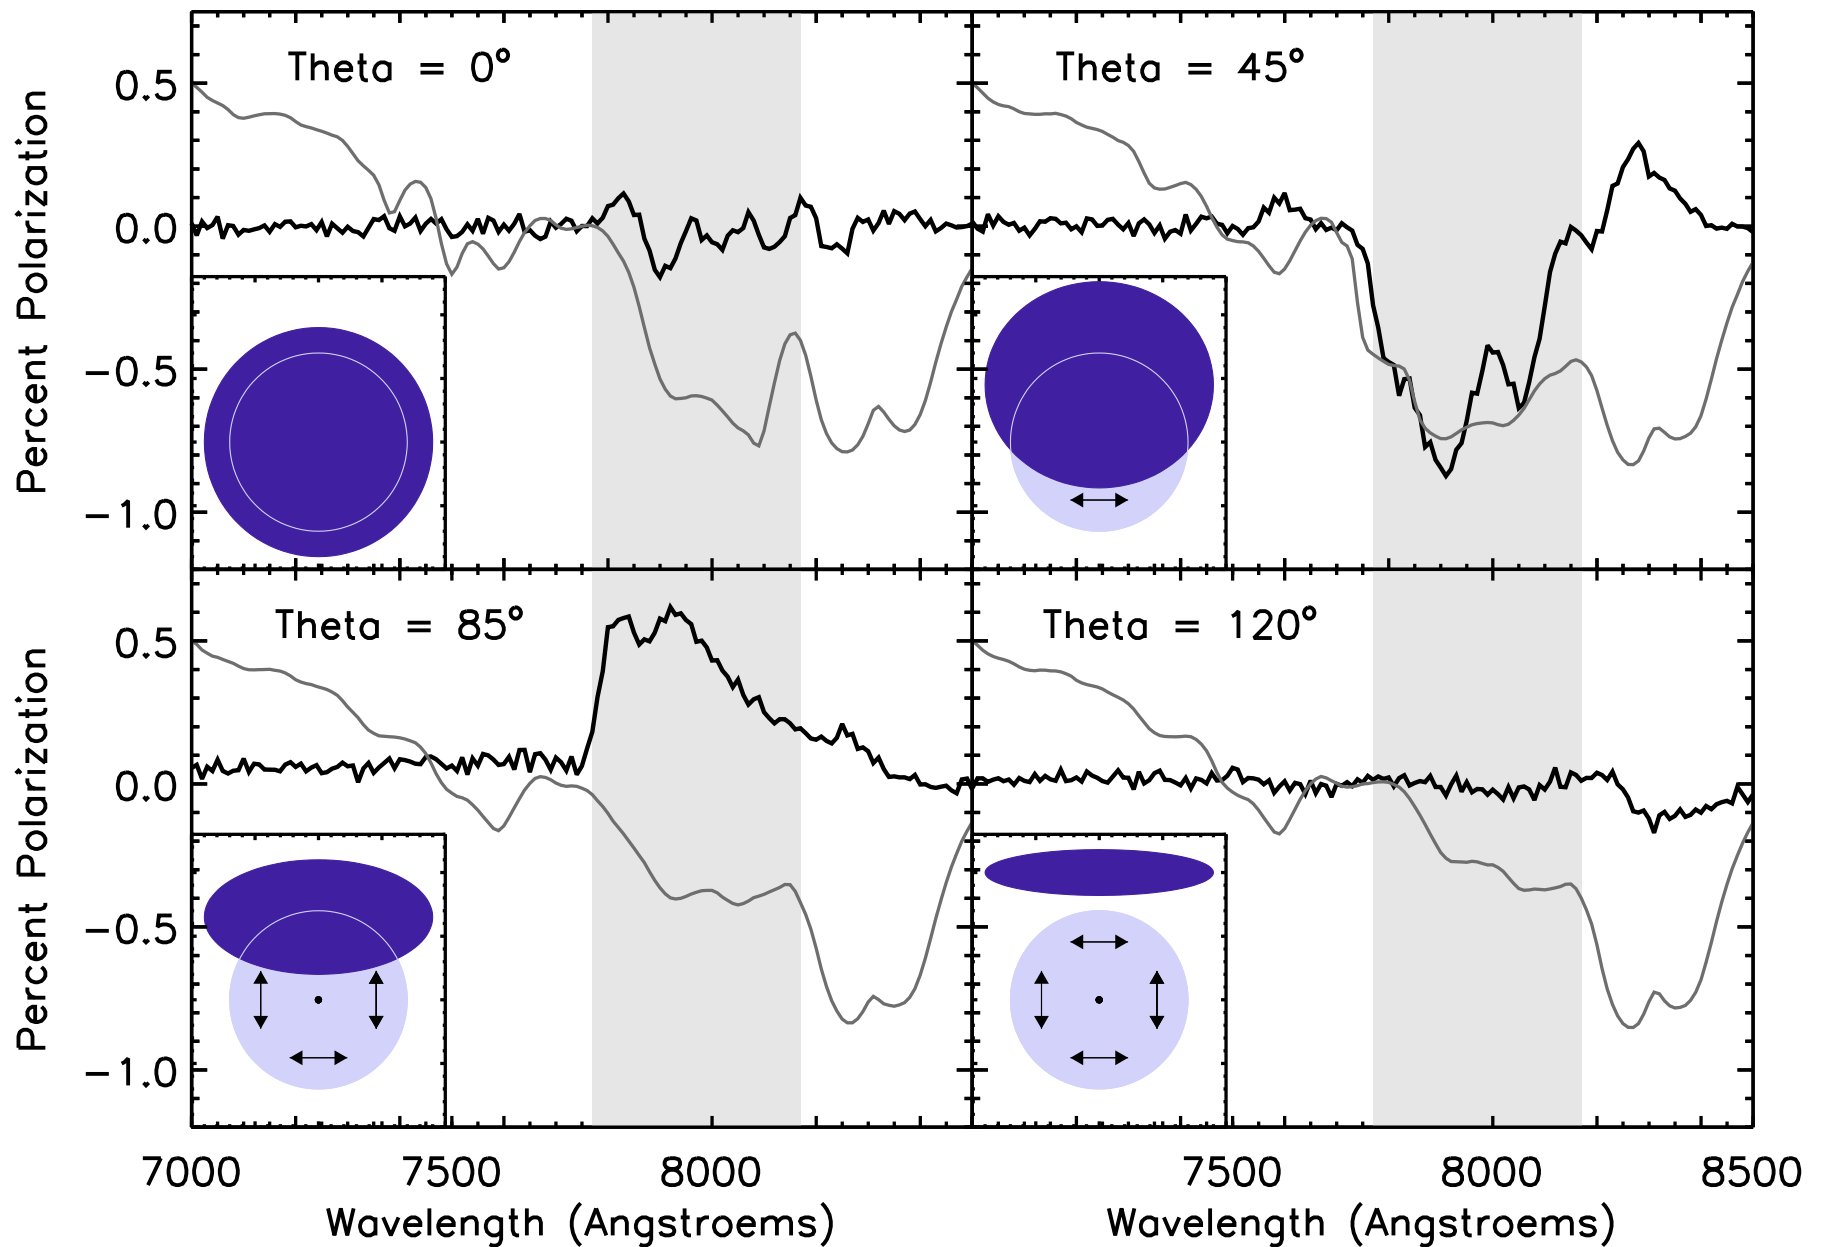 Theta = 0°
Theta = 45°
Percent Polarization
0.5
0.0
−0.5
−1.0
Theta = 85°
Theta = 120°
Percent Polarization
0.5
0.0
−0.5
−1.0
7000 7500 8000 7500 8000 8500
Wavelength (Angstroems) Wavelength (Angstroems)